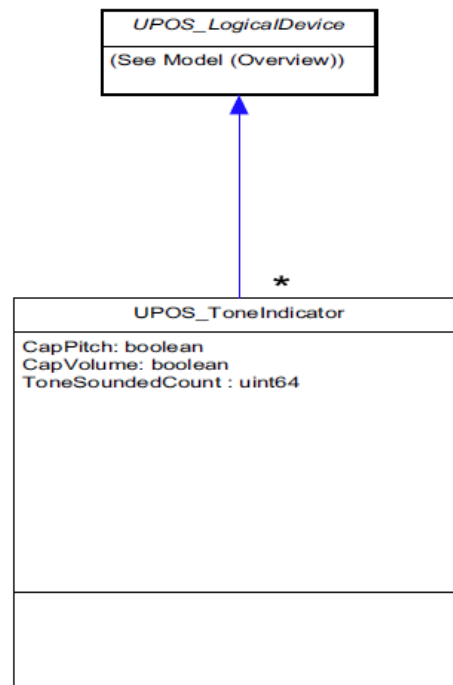 UPOS_LogicalDevice
(See Model (Overview))
*
UPOS_ToneIndicator
CapPitch: boolean
CapVolume: boolean
ToneSoundedCount : uint64